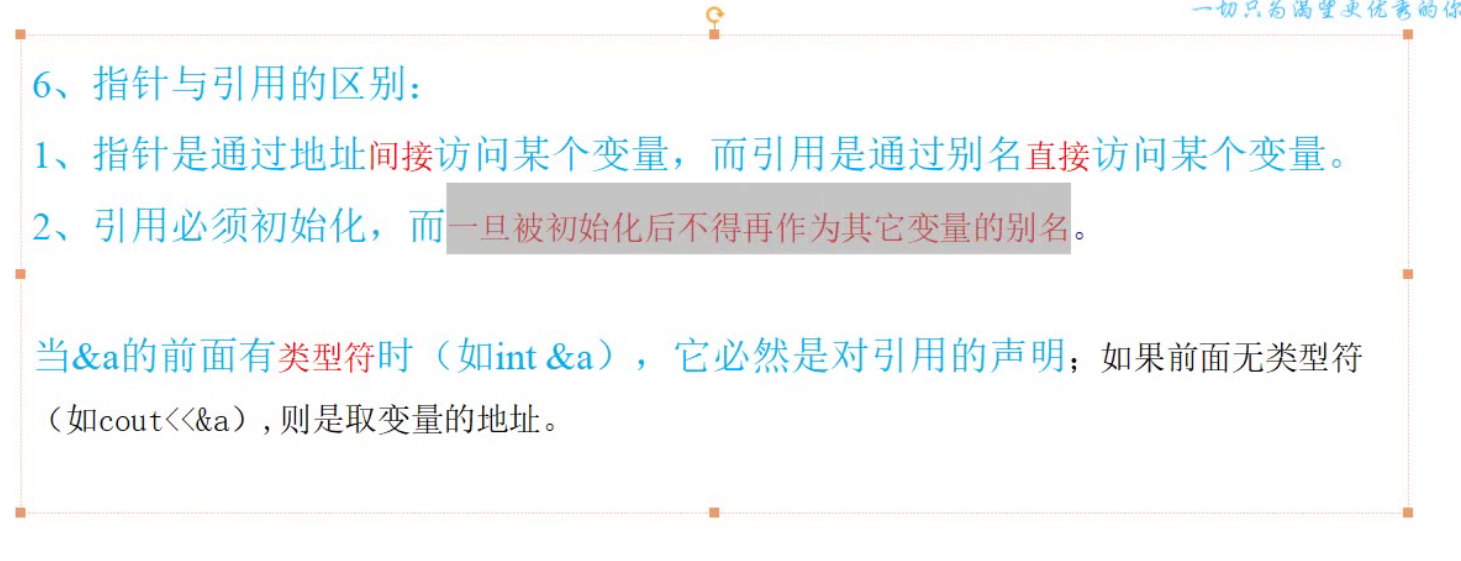 一切只为渴望更优秀的你
6、指针与引用的区别：
1、指针是通过地址间接访问某个变量，而引用是通过别名直接访问某个变量。
2、引用必须初始化，而一旦被初始化后不得再作为其它变量的别名。
当&a的前面有类型符时（如int &a），它必然是对引用的声明；如果前面无类型符
（如cout<<&a）,则是取变量的地址。